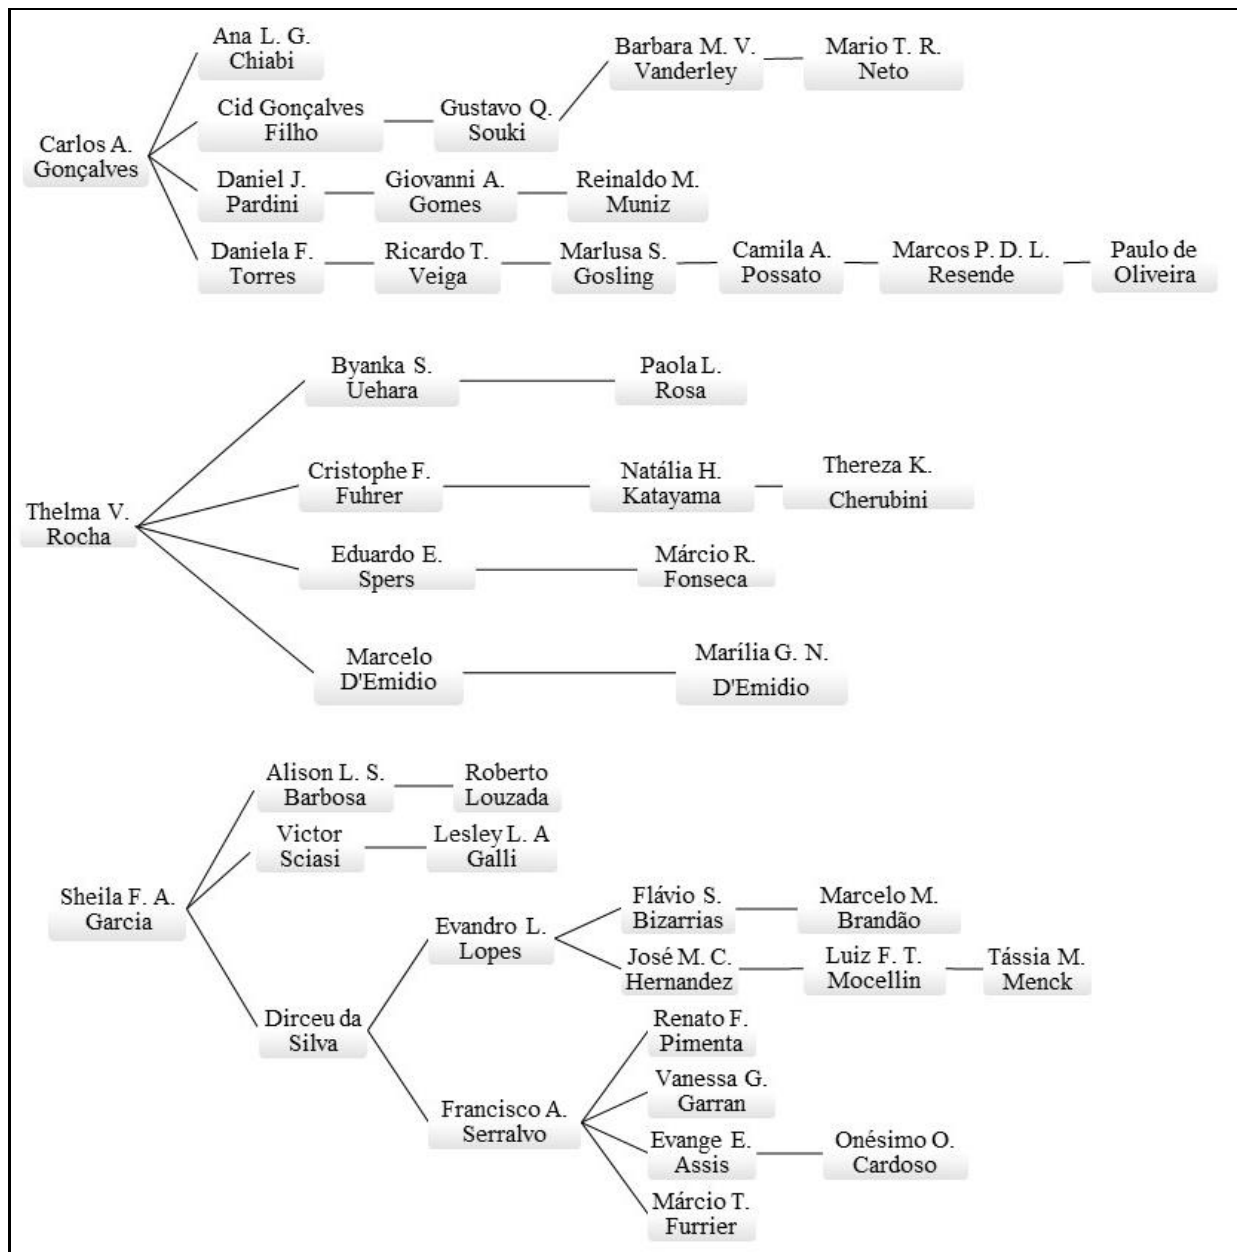 Ana L. G.
Chiabi
Barbara M. V.
Vanderley
Mario T. R.
Neto
Cid Gonçalves
Filho
Gustavo Q.
Souki
Carlos A.
Gonçalves
Daniel J.
Pardini
Giovanni A.
Gomes
Reinaldo M.
Muniz
Daniela F.
Torres
Ricardo T.
Veiga
Marlusa S.
Gosling
Camila A.
Possato
Marcos P. D. L.
Resende
Paulo de
Oliveira
Byanka S.
Uehara
Paola L.
Rosa
Cristophe F.
Fuhrer
Natália H.
Katayama
Thereza K.
Cherubini
Thelma V.
Rocha
Eduardo E.
Spers
Márcio R.
Fonseca
Marcelo
D'Emidio
Marília G. N.
D'Emidio
Alison L. S.
Barbosa
Roberto
Louzada
Victor
Sciasi
Lesley L. A
Galli
Sheila F. A.
Garcia
Evandro L.
Lopes
Flávio S.
Bizarrias
Marcelo M.
Brandão
José M. C.
Hernandez
Luiz F. T.
Mocellin
Tássia M.
Menck
Dirceu da
Silva
Renato F.
Pimenta
Vanessa G.
Garran
Francisco A.
Serralvo
Evange E.
Assis
Onésimo O.
Cardoso
Márcio T.
Furrier